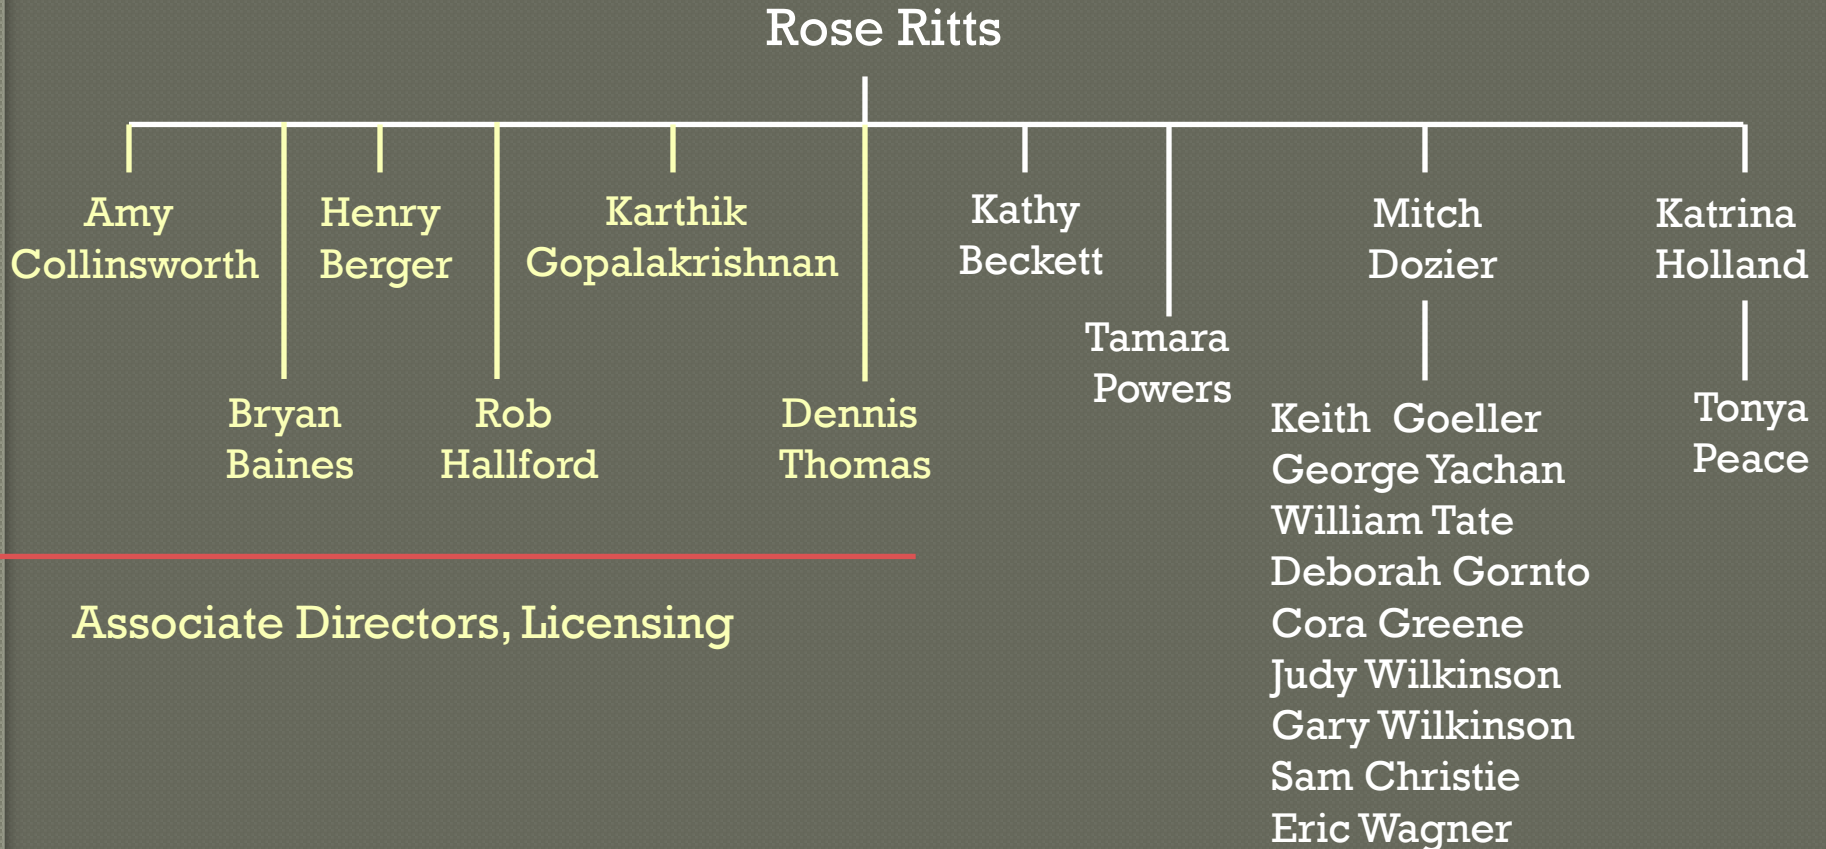 Rose Ritts
Amy
Collinsworth
Henry
Berger
Karthik
Gopalakrishnan
Kathy
Beckett
Mitch
Dozier
Katrina
Holland
Tamara
Powers
Bryan
Baines
Rob
Hallford
Dennis
Thomas
Keith Goeller
George Yachan
William Tate
Deborah Gornto
Cora Greene
Judy Wilkinson
Gary Wilkinson
Sam Christie
Eric Wagner
Tonya
Peace
Associate Directors, Licensing